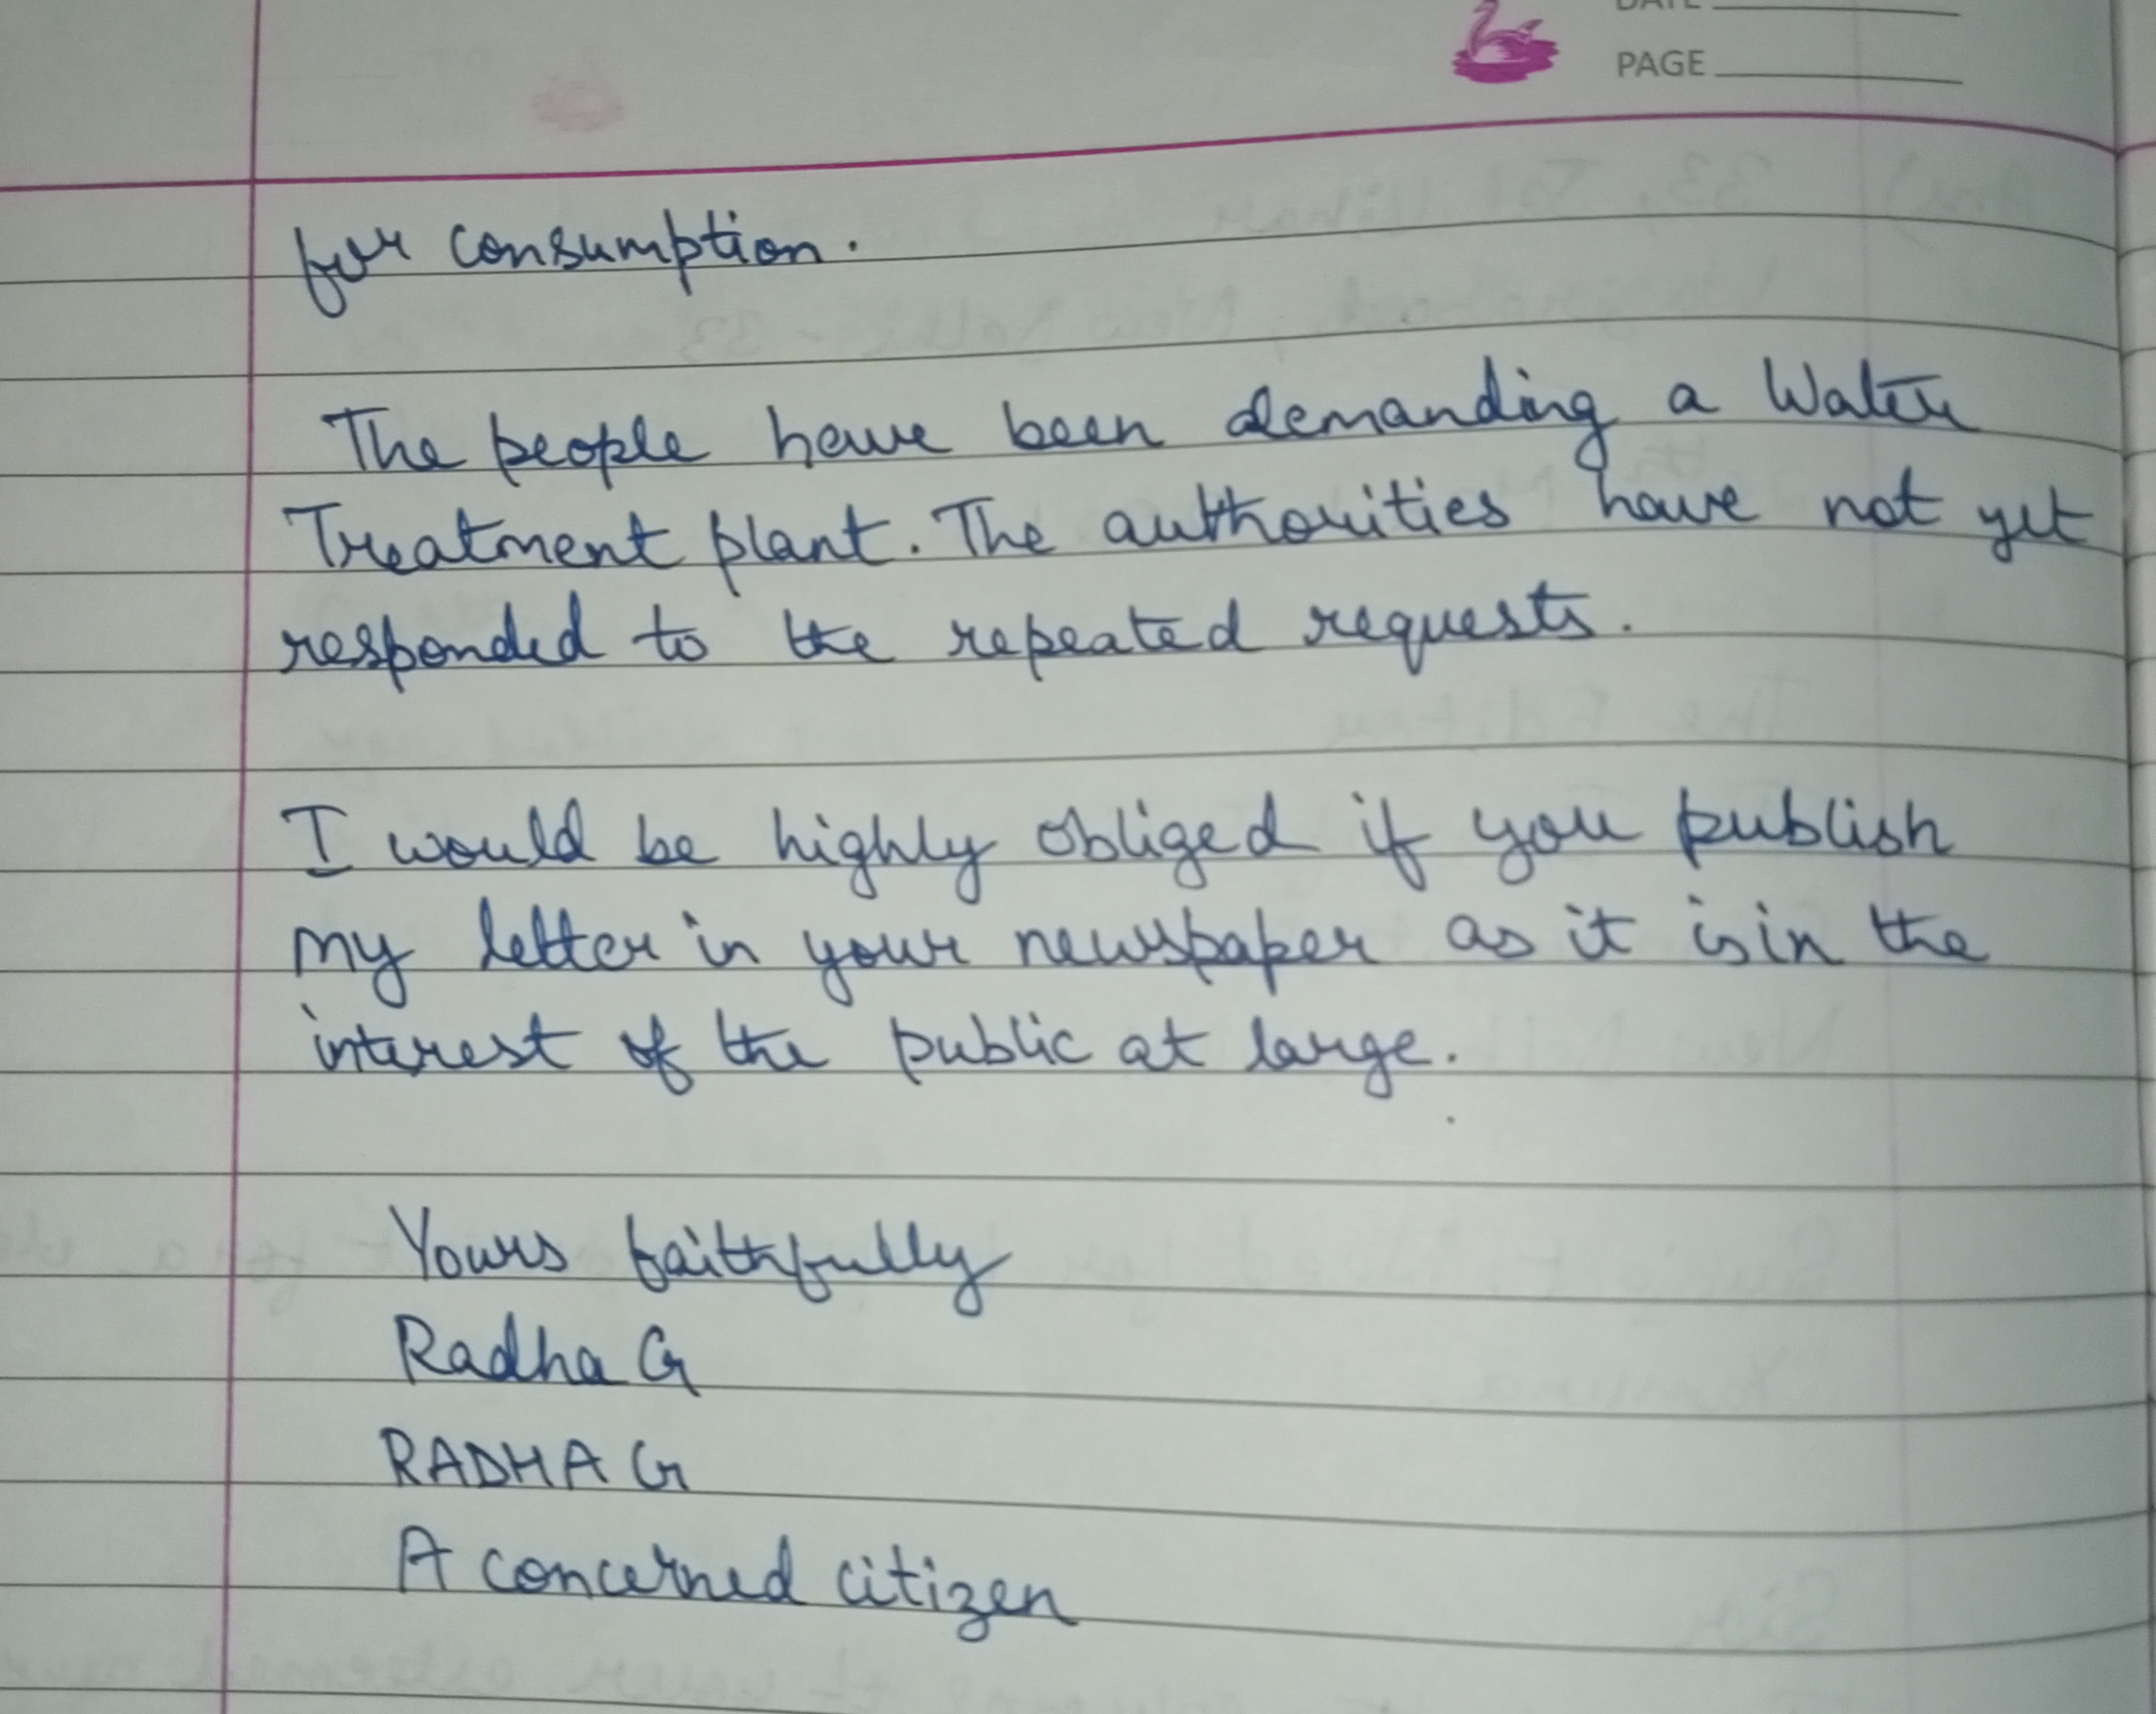 DATE
PAGE
for consumption.
The people have been demanding a Water
Treatment plant. The authorities have not yet
responded to the repeated requests.
I would be highly obliged if you publish
my letter in your newspaper as it is in the
interest of the public at large.
Yours faithfully
Radha G
RADHA G
A concerned citizen